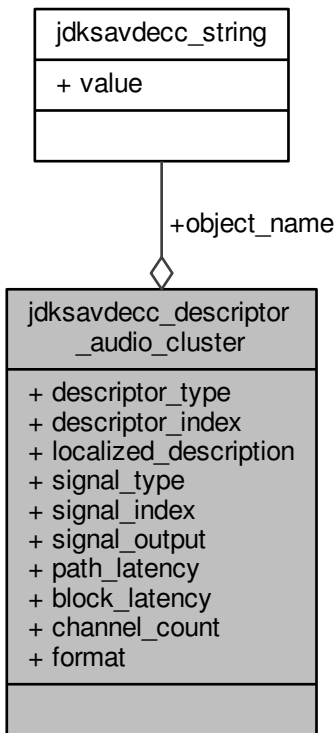 jdksavdecc_string
+ value
+object_name
jdksavdecc_descriptor
_audio_cluster
+ descriptor_type
+ descriptor_index
+ localized_description
+ signal_type
+ signal_index
+ signal_output
+ path_latency
+ block_latency
+ channel_count
+ format